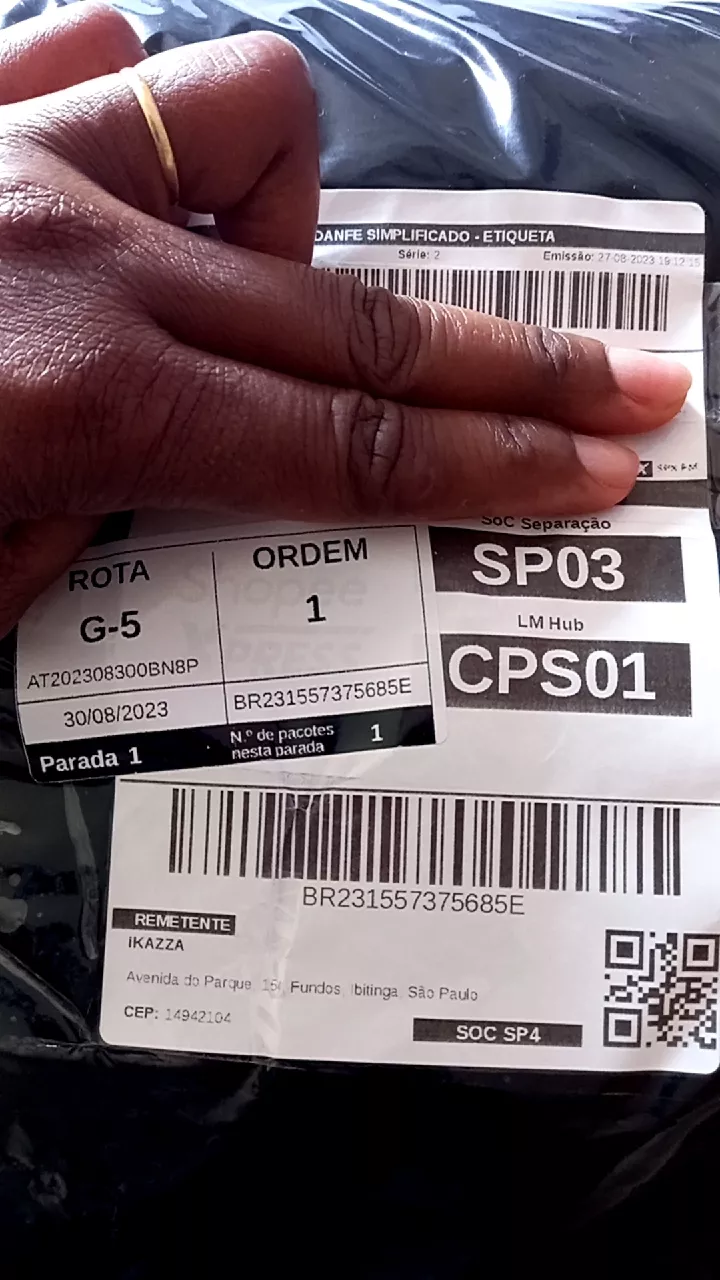 DANFE SIMPLIFICADO - ETIQUETA
Série: 2 Emissão: 27-08-2023 19:12:15
SoC Separação
SP03
LM Hub
CPS01
ROTA
G-5
AT202308300BN8P
30/08/2023
ORDEM
1
BR231557375685E
Parada 1
N.º de pacotes
nesta parada 1
BR231557375685E
REMETENTE
IKAZZA
Avenida do Parque, Fundos, Ibitinga, São Paulo
CEP: 14942104
SOC SP4